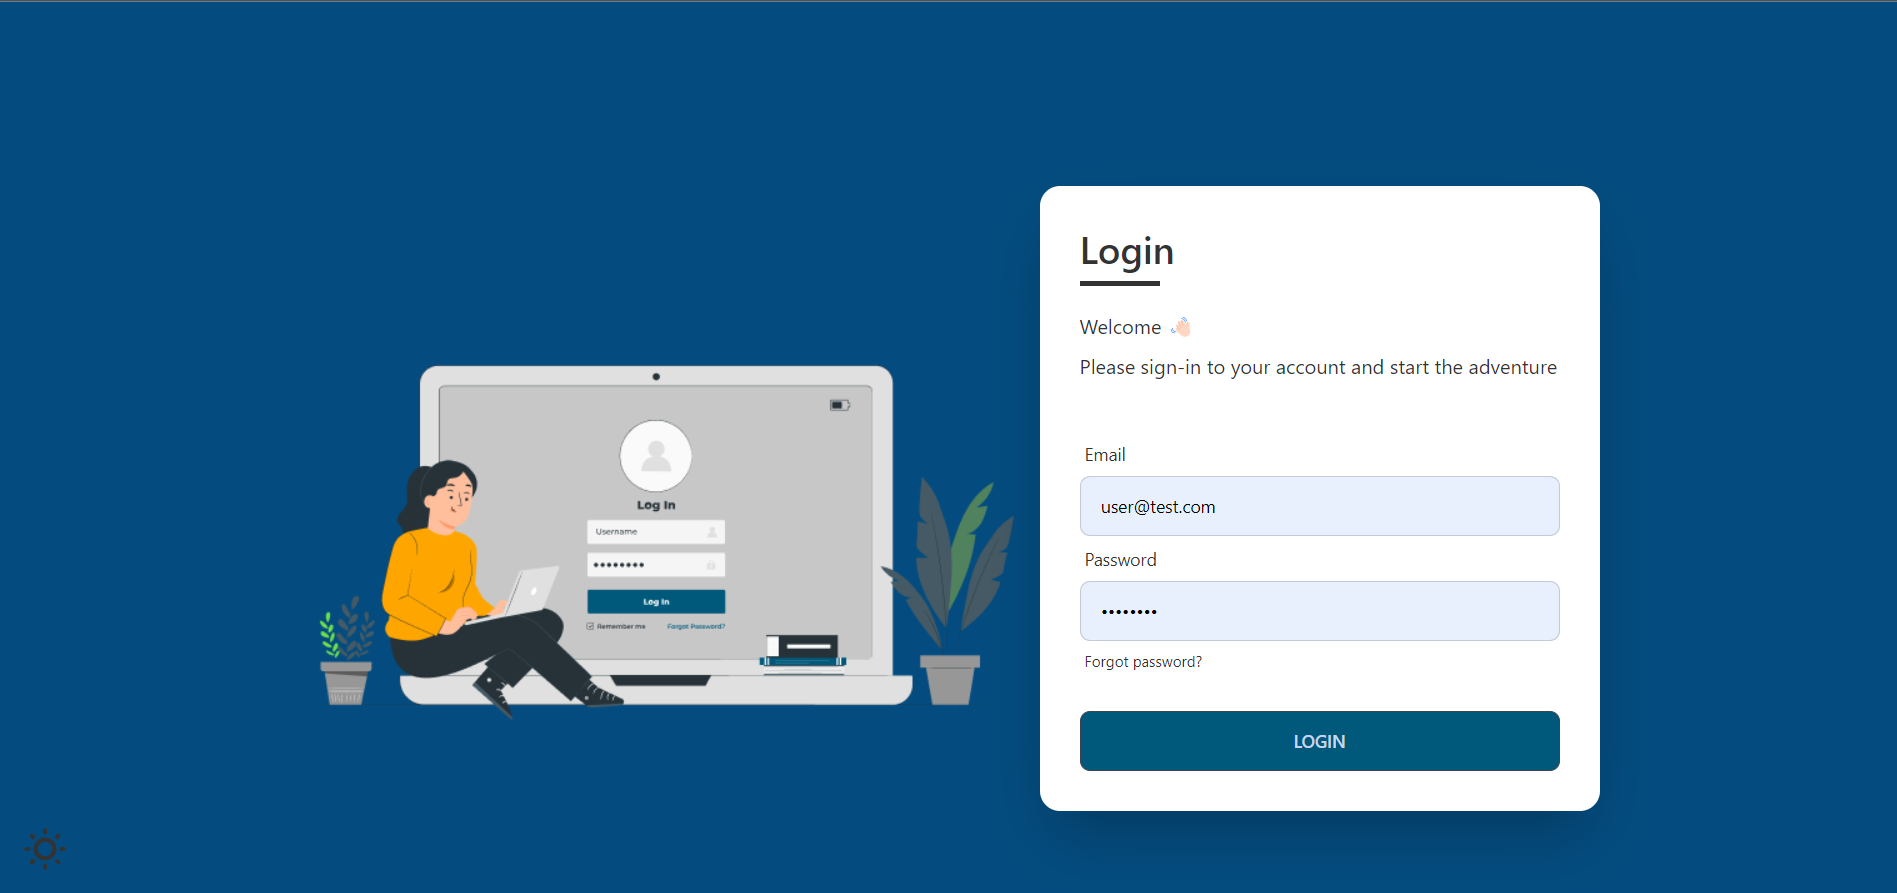 Log In
Username
Log In
Remember me
Forgot Password?
Login
Welcome 👋🏻
Please sign-in to your account and start the adventure
Email
user@test.com
Password
••••••••
Forgot password?
LOGIN